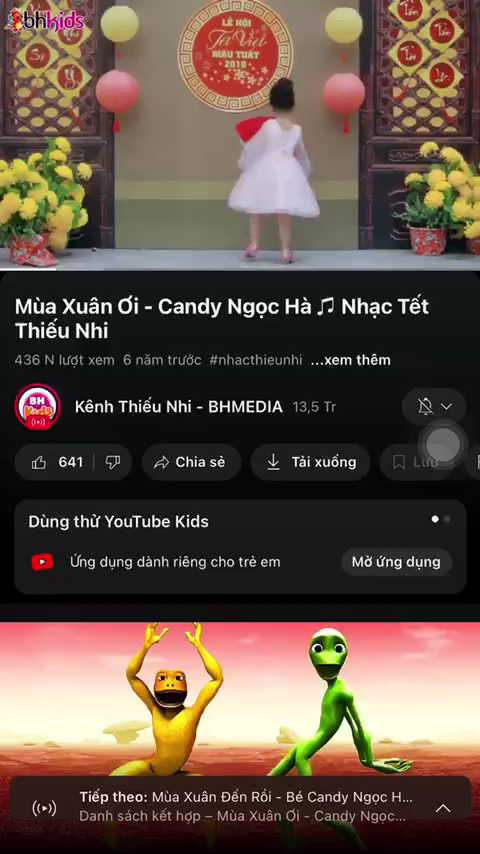 bhkids
LỄ HỘI
Tết Việt
MẬU TUẤT
2018
Mùa Xuân Ơi - Candy Ngọc Hà 🎵 Nhạc Tết
Thiếu Nhi
436 N lượt xem 6 năm trước #nhacthieunhi ...xem thêm
BH
Kids
Kênh Thiếu Nhi - BHMEDIA 13,5 Tr
641
Chia sẻ
Tải xuống
Lưu
Dùng thử YouTube Kids
Ứng dụng dành riêng cho trẻ em
Mở ứng dụng
Tiếp theo: Mùa Xuân Đến Rồi - Bé Candy Ngọc H...
Danh sách kết hợp – Mùa Xuân Ơi - Candy Ngọc...